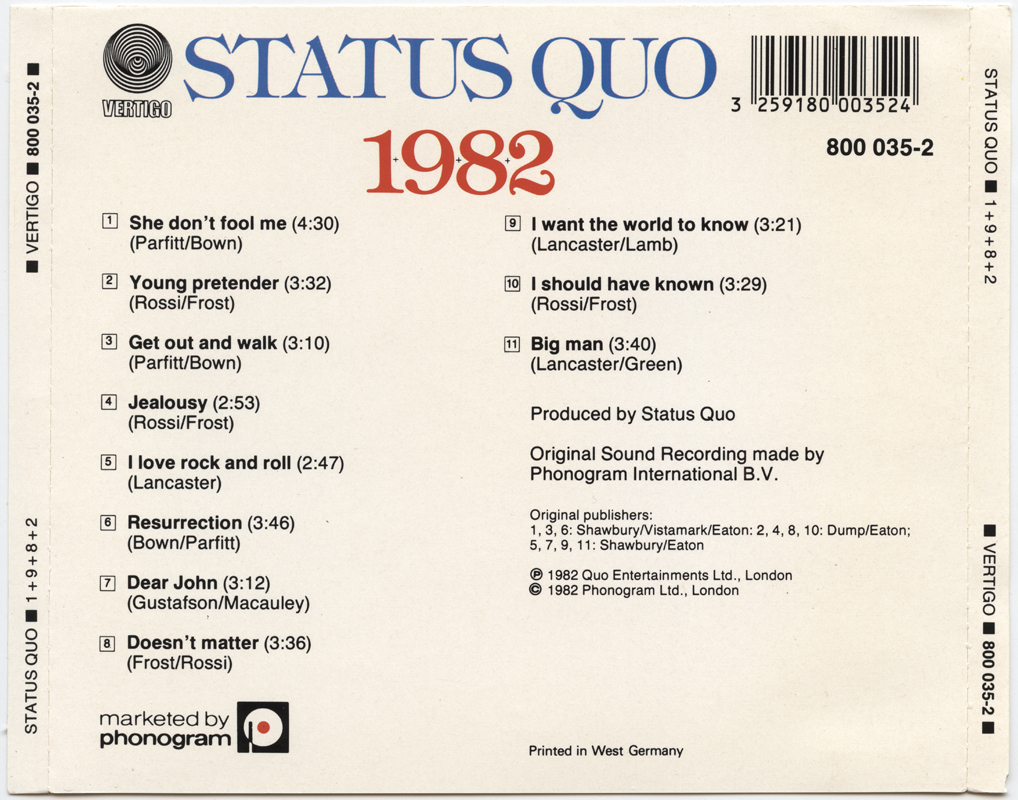 VERTIGO
STATUS QUO
3 259180 003524
1+9+8+2
800 035-2
1 She don't fool me (4:30)
(Parfitt/Bown)
2 Young pretender (3:32)
(Rossi/Frost)
3 Get out and walk (3:10)
(Parfitt/Bown)
4 Jealousy (2:53)
(Rossi/Frost)
5 I love rock and roll (2:47)
(Lancaster)
6 Resurrection (3:46)
(Bown/Parfitt)
7 Dear John (3:12)
(Gustafson/Macauley)
8 Doesn't matter (3:36)
(Frost/Rossi)
9 I want the world to know (3:21)
(Lancaster/Lamb)
10 I should have known (3:29)
(Rossi/Frost)
11 Big man (3:40)
(Lancaster/Green)
Produced by Status Quo
Original Sound Recording made by
Phonogram International B.V.
Original publishers:
1, 3, 6: Shawbury/Vistamark/Eaton: 2, 4, 8, 10: Dump/Eaton;
5, 7, 9, 11: Shawbury/Eaton
℗ 1982 Quo Entertainments Ltd., London
© 1982 Phonogram Ltd., London
marketed by
phonogram
Printed in West Germany
STATUS QUO ■ 1+9+8+2 ■ VERTIGO ■ 800 035-2 ■
STATUS QUO ■ 1+9+8+2 ■ VERTIGO ■ 800 035-2 ■